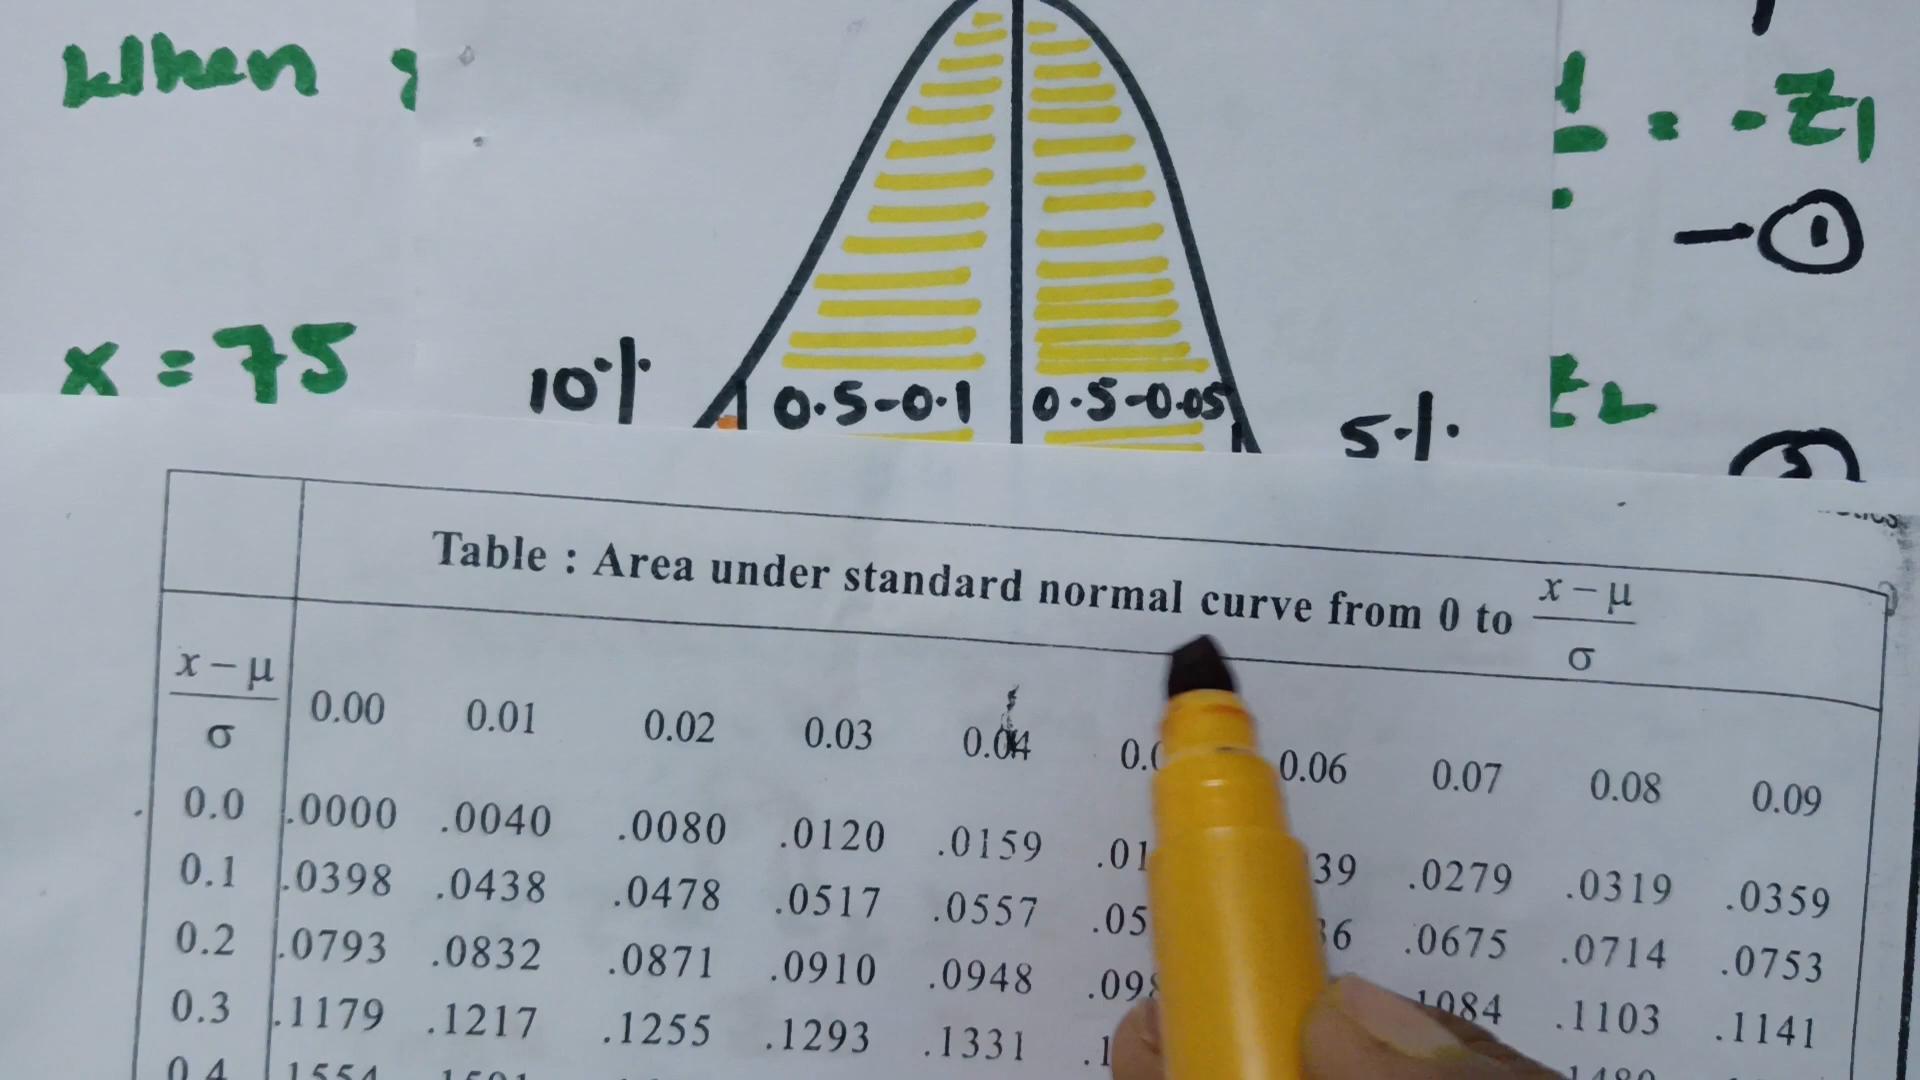 When :
= -Z1
1
x = 75
10%
0.5-0.1
0.5-0.05
5%
Table : Area under standard normal curve from 0 to x − μ / σ
x − μ / σ
0.00 0.01 0.02 0.03 0.04 0.06 0.07 0.08 0.09
0.0 .0000 .0040 .0080 .0120 .0159 .0279 .0319 .0359
0.1 .0398 .0438 .0478 .0517 .0557 .0675 .0714 .0753
0.2 .0793 .0832 .0871 .0910 .0948 .1103 .1141
0.3 .1179 .1217 .1255 .1293 .1331
0.4 .1554